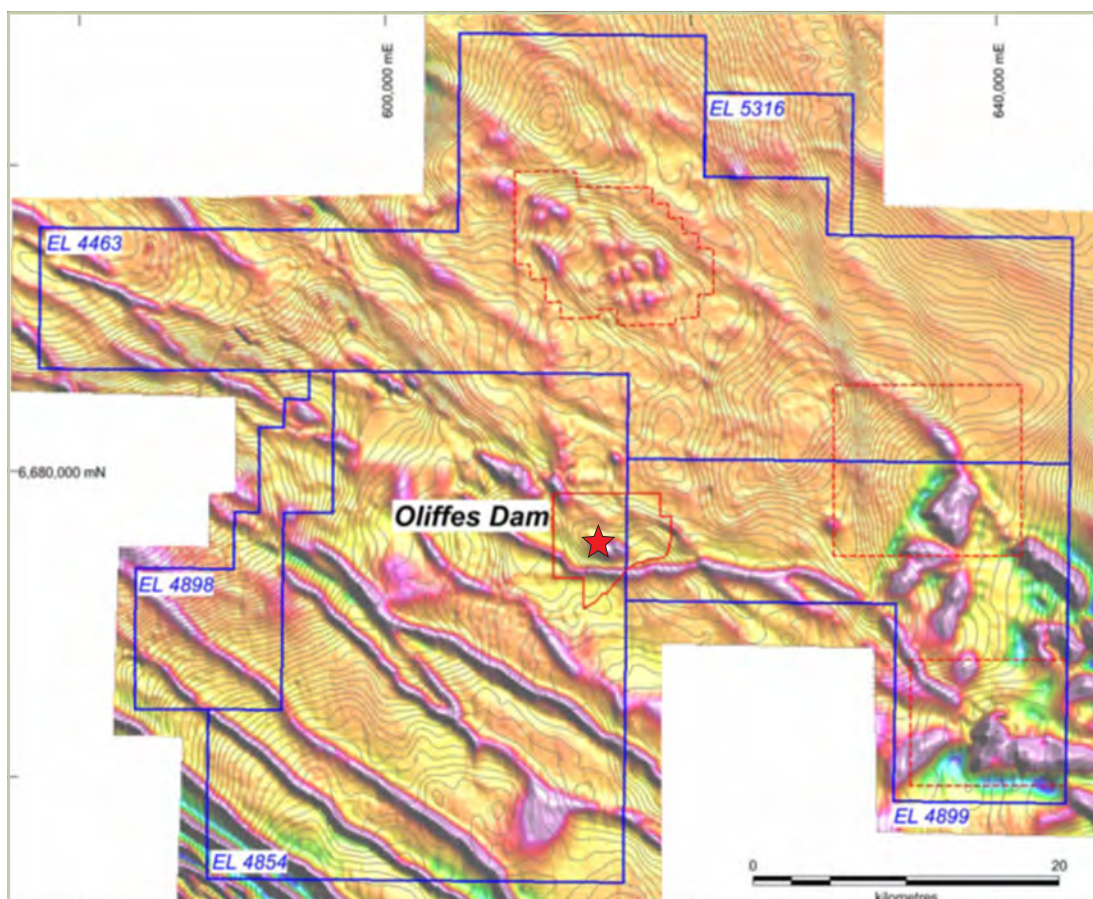 600,000 mE
640,000 mE
EL 5316
EL 4463
6,680,000 mN
Oliffes Dam
EL 4898
EL 4899
EL 4854
0 20
kilometres